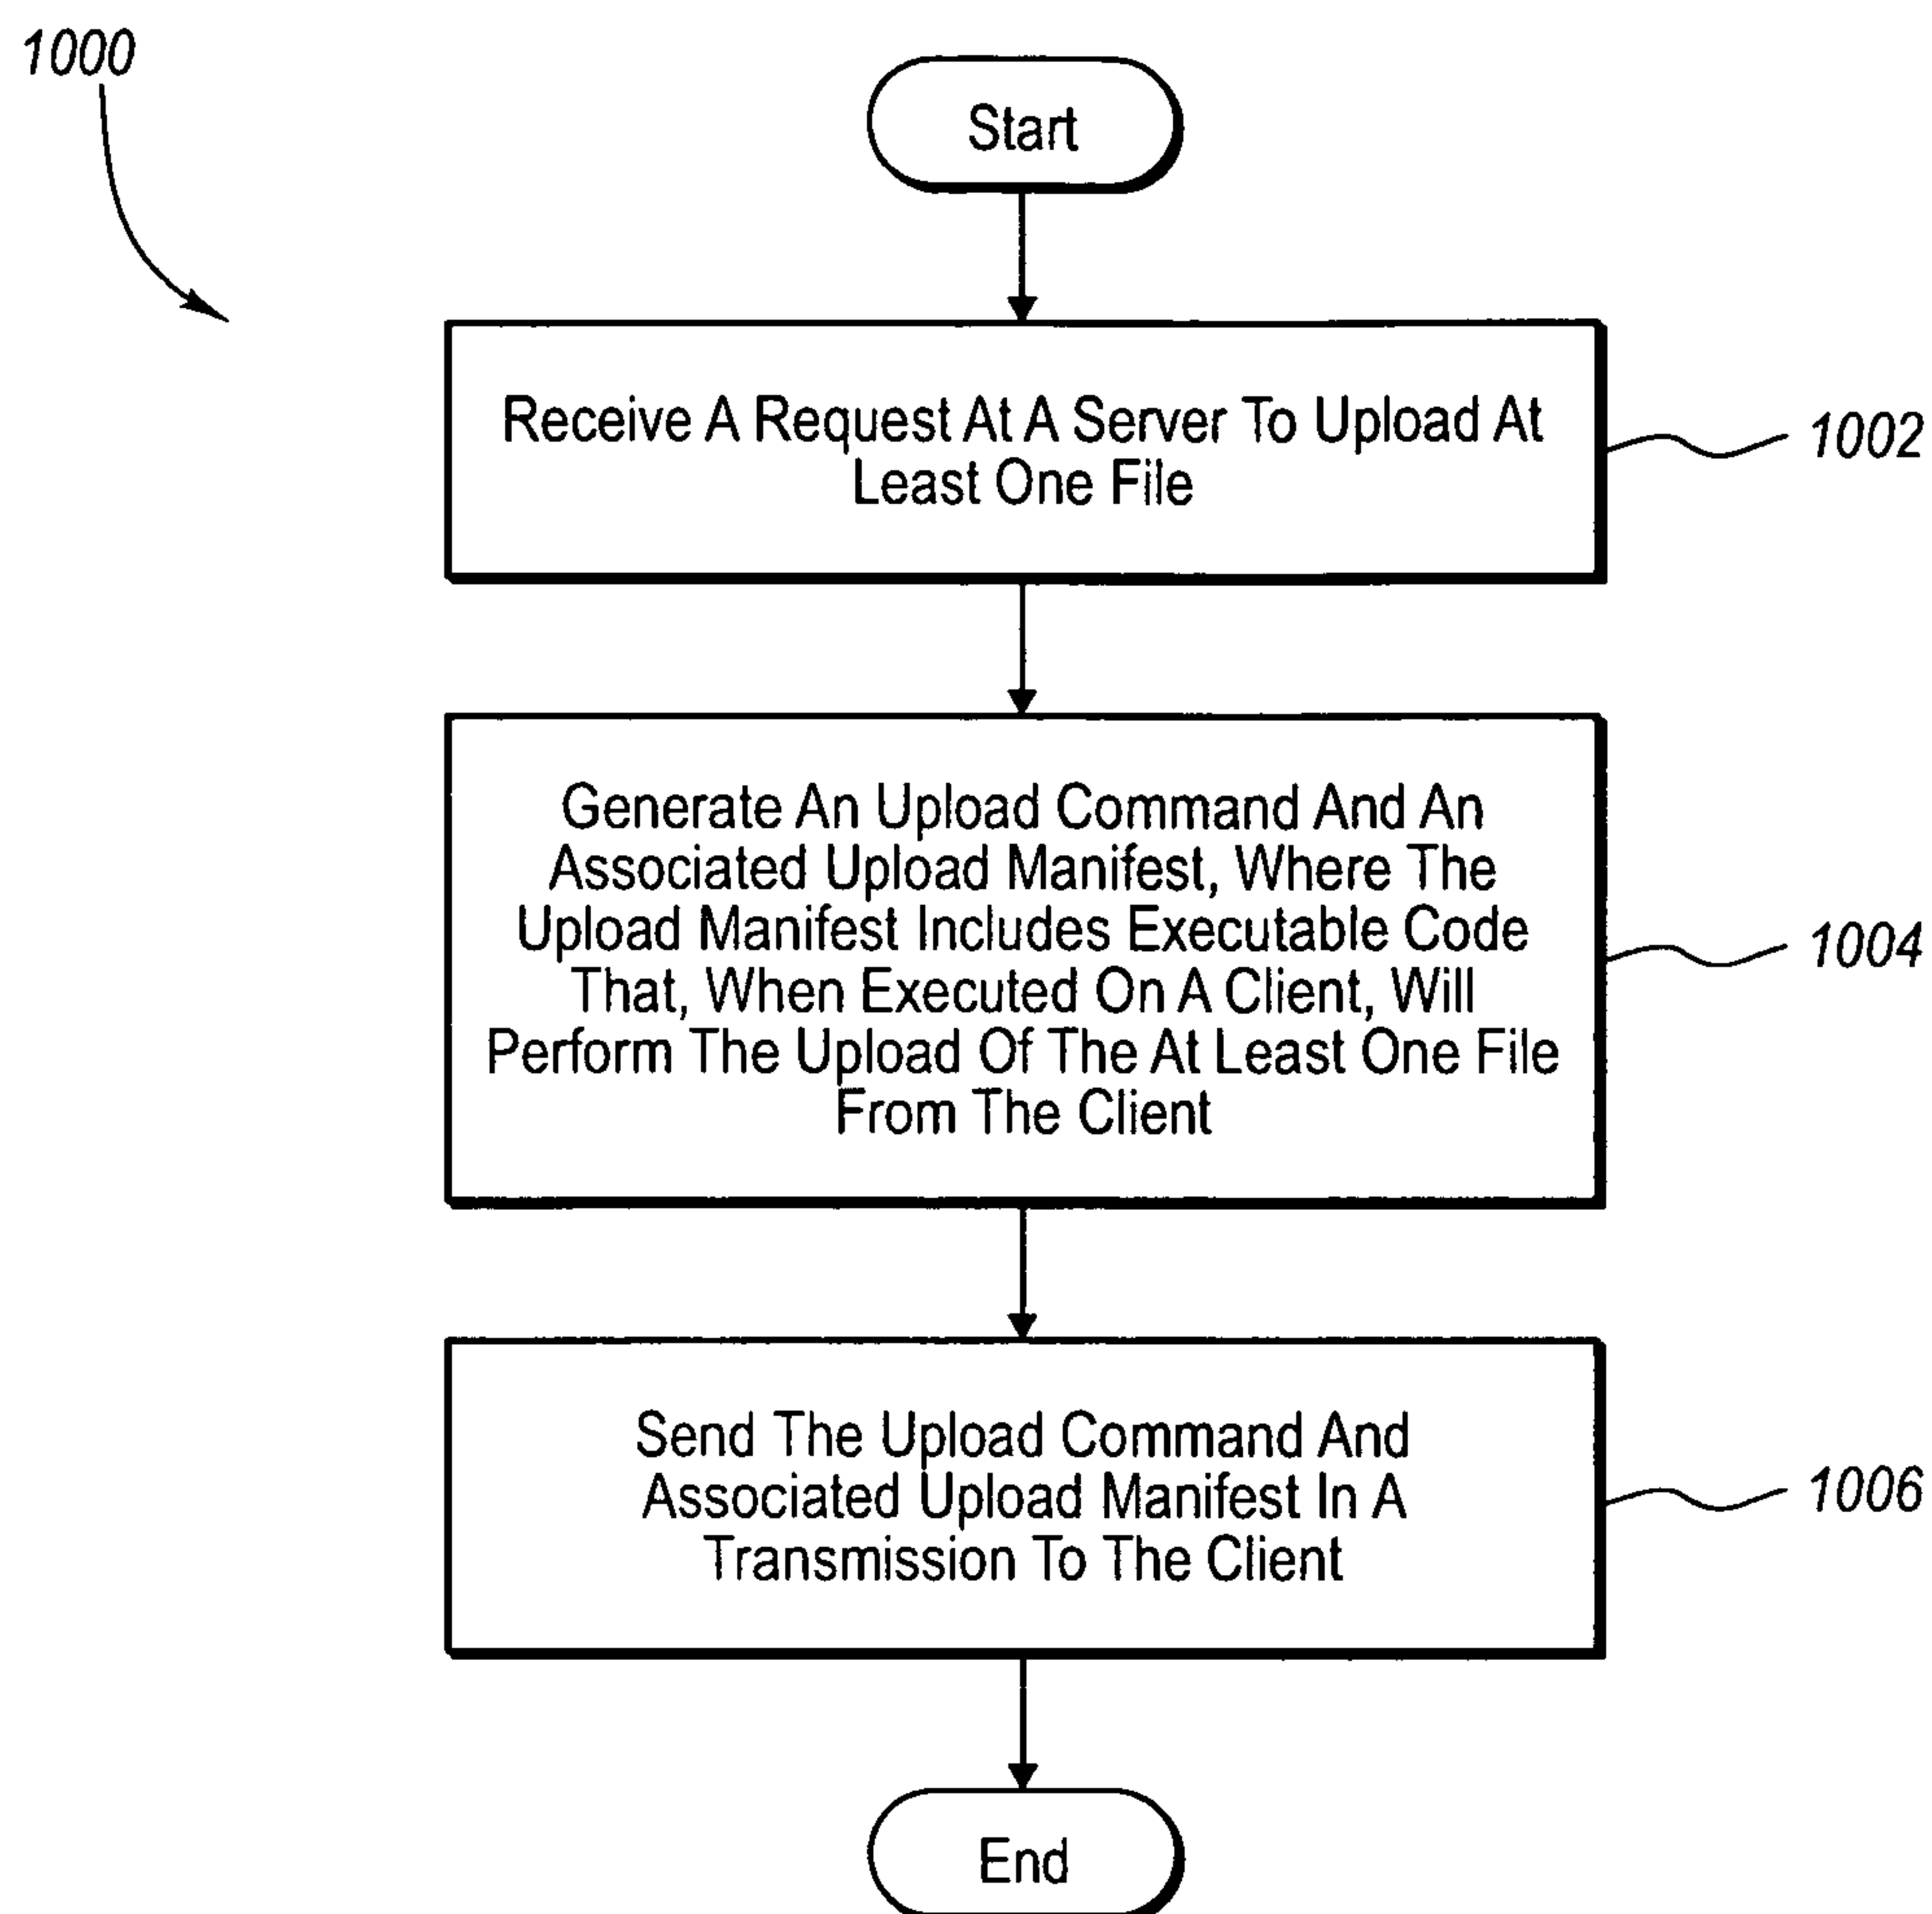 1000
Start
Receive A Request At A Server To Upload At
Least One File
1002
Generate An Upload Command And An
Associated Upload Manifest, Where The
Upload Manifest Includes Executable Code
That, When Executed On A Client, Will
Perform The Upload Of The At Least One File
From The Client
1004
Send The Upload Command And
Associated Upload Manifest In A
Transmission To The Client
1006
End